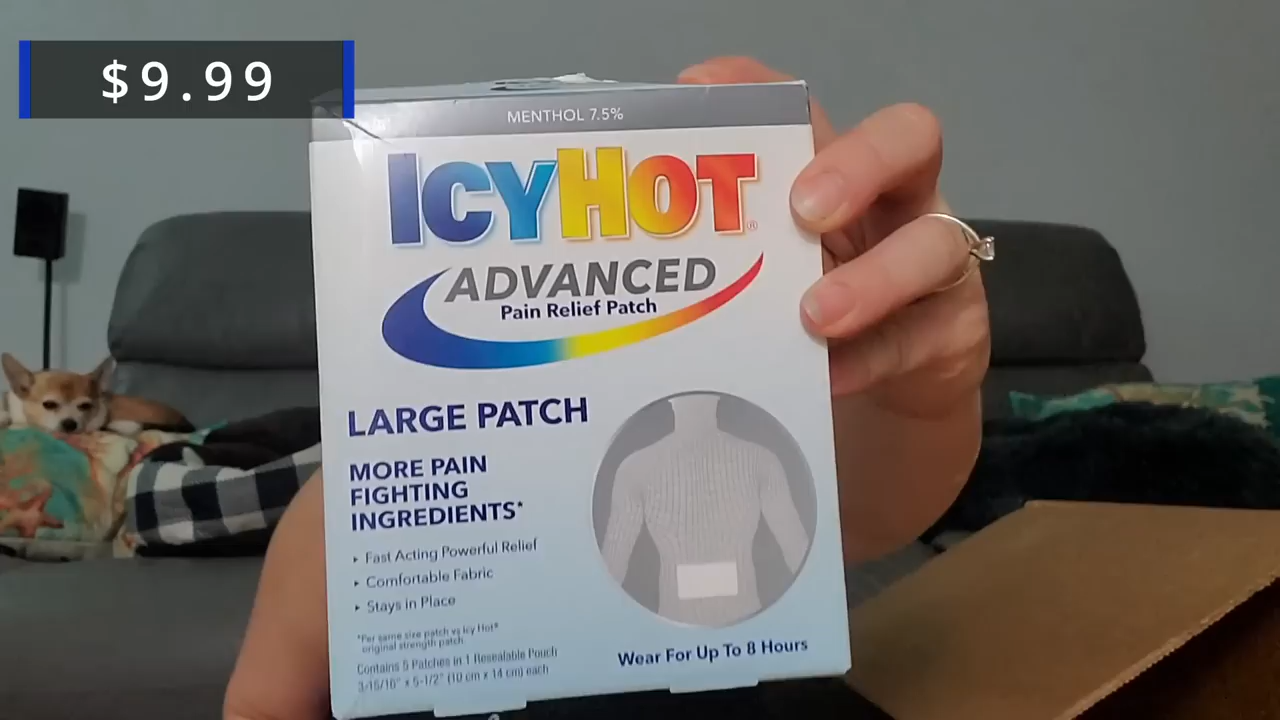 $9.99
MENTHOL 7.5%
ICYHOT®
ADVANCED
Pain Relief Patch
LARGE PATCH
MORE PAIN
FIGHTING
INGREDIENTS*
▸ Fast Acting Powerful Relief
▸ Comfortable Fabric
▸ Stays in Place
*Per same size patch vs Icy Hot®
original strength patch.
Contains 5 Patches in 1 Resealable Pouch
3-15/16" x 5-1/2" (10 cm x 14 cm) each
Wear For Up To 8 Hours